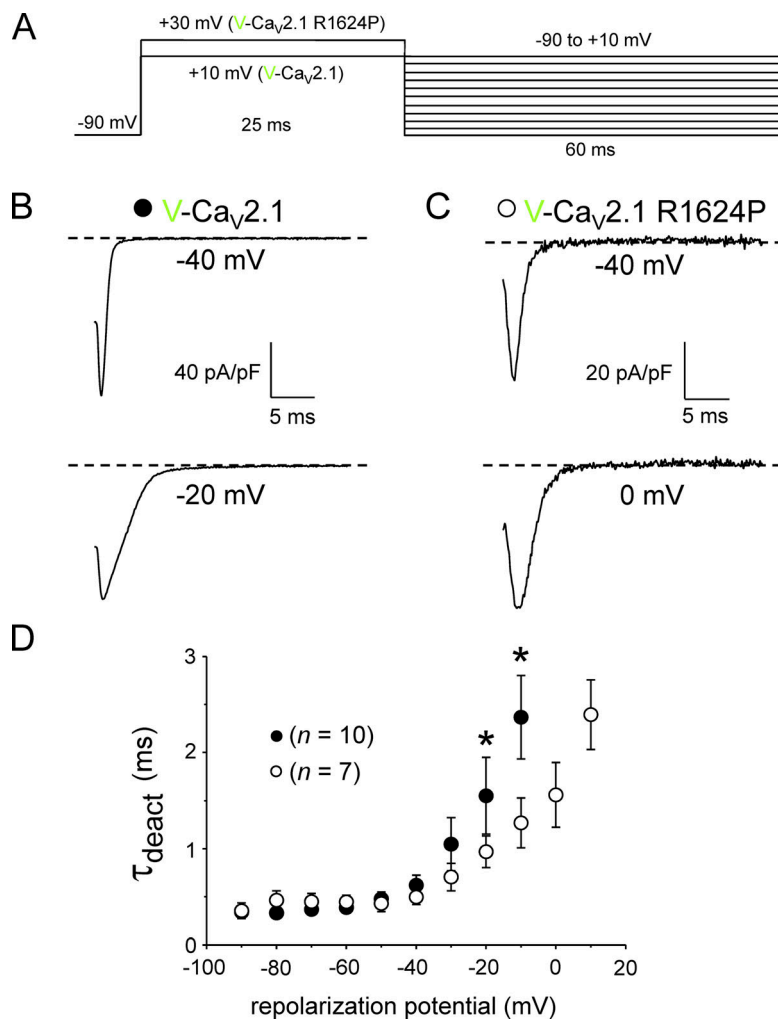 A
+30 mV (V-CaV2.1 R1624P)
-90 to +10 mV
+10 mV (V-CaV2.1)
-90 mV
25 ms
60 ms
B
V-CaV2.1
-40 mV
40 pA/pF
5 ms
-20 mV
C
V-CaV2.1 R1624P
-40 mV
20 pA/pF
5 ms
0 mV
D
3
2
1
0
* *
(n = 10)
(n = 7)
τdeact (ms)
-100 -80 -60 -40 -20 0 20
repolarization potential (mV)